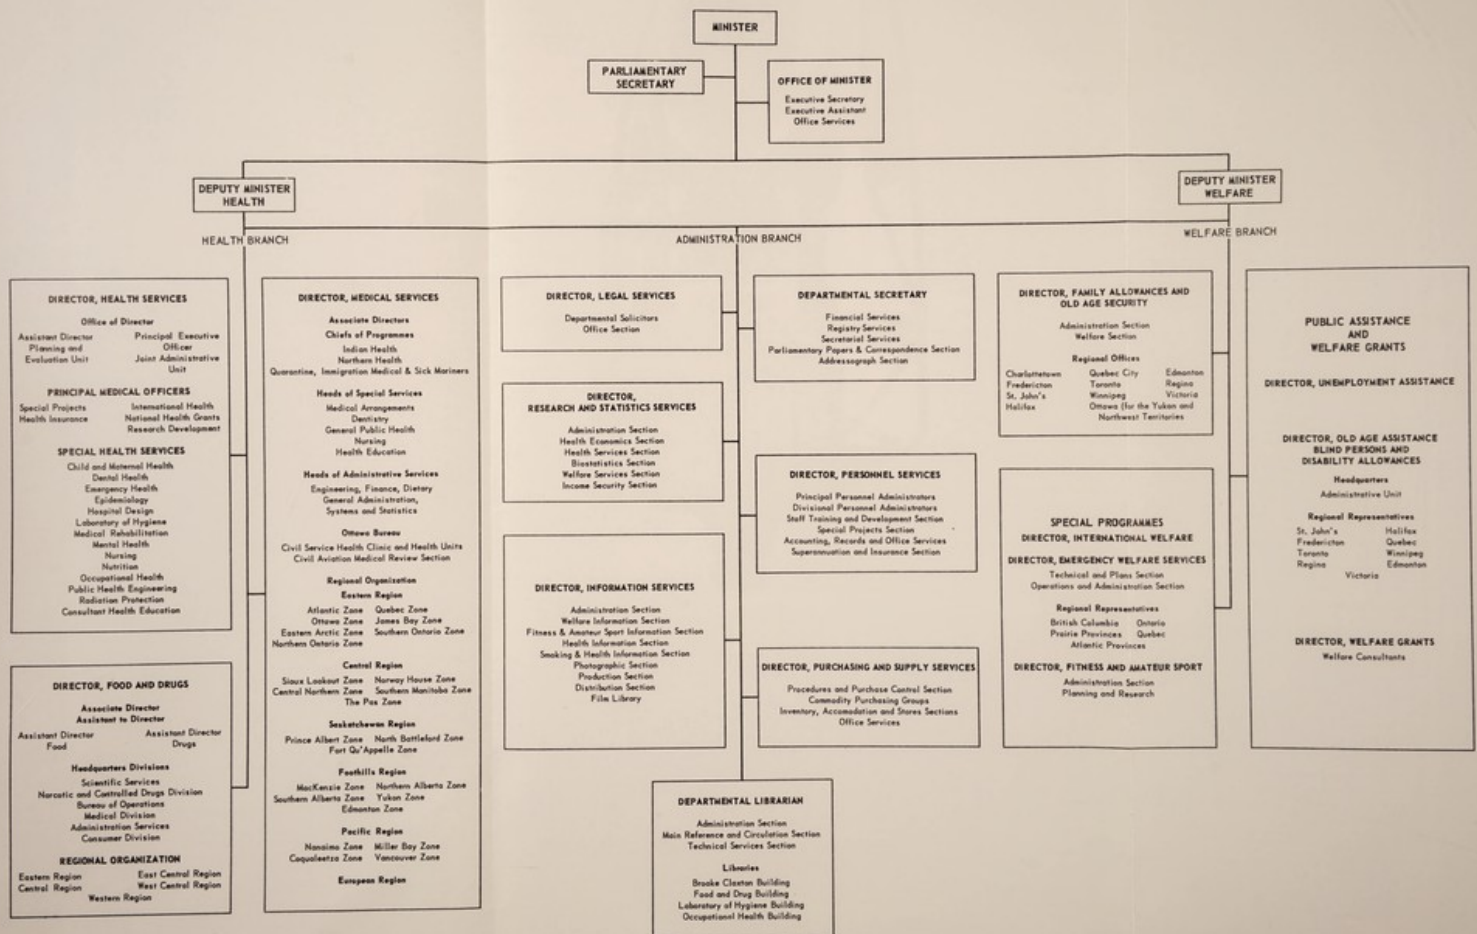 MINISTER
PARLIAMENTARY
SECRETARY
OFFICE OF MINISTER
Executive Secretary
Executive Assistant
Office Services
DEPUTY MINISTER
HEALTH
DEPUTY MINISTER
WELFARE
HEALTH BRANCH
ADMINISTRATION BRANCH
WELFARE BRANCH
DIRECTOR, HEALTH SERVICES
Office of Director
Assistant Director
Planning and
Evaluation Unit
Principal Executive
Officer
Joint Administrative
Unit
PRINCIPAL MEDICAL OFFICERS
Special Projects
Health Insurance
International Health
National Health Grants
Research Development
SPECIAL HEALTH SERVICES
Child and Maternal Health
Dental Health
Emergency Health
Epidemiology
Hospital Design
Laboratory of Hygiene
Medical Rehabilitation
Mental Health
Nursing
Nutrition
Occupational Health
Public Health Engineering
Radiation Protection
Consultant Health Education
DIRECTOR, FOOD AND DRUGS
Associate Director
Assistant to Director
Assistant Director
Food
Assistant Director
Drugs
Headquarters Divisions
Scientific Services
Narcotic and Controlled Drugs Division
Bureau of Operations
Medical Division
Administration Services
Consumer Division
REGIONAL ORGANIZATION
Eastern Region
Central Region
East Central Region
West Central Region
Western Region
DIRECTOR, MEDICAL SERVICES
Associate Directors
Chiefs of Programmes
Indian Health
Northern Health
Quarantine, Immigration Medical & Sick Mariners
Heads of Special Services
Medical Arrangements
Dentistry
General Public Health
Nursing
Health Education
Heads of Administrative Services
Engineering, Finance, Dietary
General Administration,
Systems and Statistics
Ottawa Bureau
Civil Service Health Clinic and Health Units
Civil Aviation Medical Review Section
Regional Organization
Eastern Region
Atlantic Zone Quebec Zone
Ottawa Zone James Bay Zone
Eastern Arctic Zone Southern Ontario Zone
Northern Ontario Zone
Central Region
Sioux Lookout Zone Norway House Zone
Central Northern Zone Southern Manitoba Zone
The Pas Zone
Saskatchewan Region
Prince Albert Zone North Battleford Zone
Fort Qu'Appelle Zone
Foothills Region
MacKenzie Zone Northern Alberta Zone
Southern Alberta Zone Yukon Zone
Edmonton Zone
Pacific Region
Nanaimo Zone Miller Bay Zone
Coqualeetza Zone Vancouver Zone
European Region
DIRECTOR, LEGAL SERVICES
Departmental Solicitors
Office Section
DIRECTOR,
RESEARCH AND STATISTICS SERVICES
Administration Section
Health Economics Section
Health Services Section
Biostatistics Section
Welfare Services Section
Income Security Section
DIRECTOR, INFORMATION SERVICES
Administration Section
Welfare Information Section
Fitness & Amateur Sport Information Section
Health Information Section
Smoking & Health Information Section
Photographic Section
Production Section
Distribution Section
Film Library
DEPARTMENTAL SECRETARY
Financial Services
Registry Services
Secretarial Services
Parliamentary Papers & Correspondence Section
Addressograph Section
DIRECTOR, PERSONNEL SERVICES
Principal Personnel Administrators
Divisional Personnel Administrators
Staff Training and Development Section
Special Projects Section
Accounting, Records and Office Services
Superannuation and Insurance Section
DIRECTOR, PURCHASING AND SUPPLY SERVICES
Procedures and Purchase Control Section
Commodity Purchasing Groups
Inventory, Accomodation and Stores Sections
Office Services
DEPARTMENTAL LIBRARIAN
Administration Section
Main Reference and Circulation Section
Technical Services Section
Libraries
Brooke Claxton Building
Food and Drug Building
Laboratory of Hygiene Building
Occupational Health Building
DIRECTOR, FAMILY ALLOWANCES AND
OLD AGE SECURITY
Administration Section
Welfare Section
Regional Offices
Charlottetown Quebec City Edmonton
Fredericton Toronto Regina
St. John's Winnipeg Victoria
Halifax Ottawa (for the Yukon and
Northwest Territories
SPECIAL PROGRAMMES
DIRECTOR, INTERNATIONAL WELFARE
DIRECTOR, EMERGENCY WELFARE SERVICES
Technical and Plans Section
Operations and Administration Section
Regional Representatives
British Columbia Ontario
Prairie Provinces Quebec
Atlantic Provinces
DIRECTOR, FITNESS AND AMATEUR SPORT
Administration Section
Planning and Research
PUBLIC ASSISTANCE
AND
WELFARE GRANTS
DIRECTOR, UNEMPLOYMENT ASSISTANCE
DIRECTOR, OLD AGE ASSISTANCE
BLIND PERSONS AND
DISABILITY ALLOWANCES
Headquarters
Administrative Unit
Regional Representatives
St. John's Halifax
Fredericton Quebec
Toronto Winnipeg
Regina Edmonton
Victoria
DIRECTOR, WELFARE GRANTS
Welfare Consultants